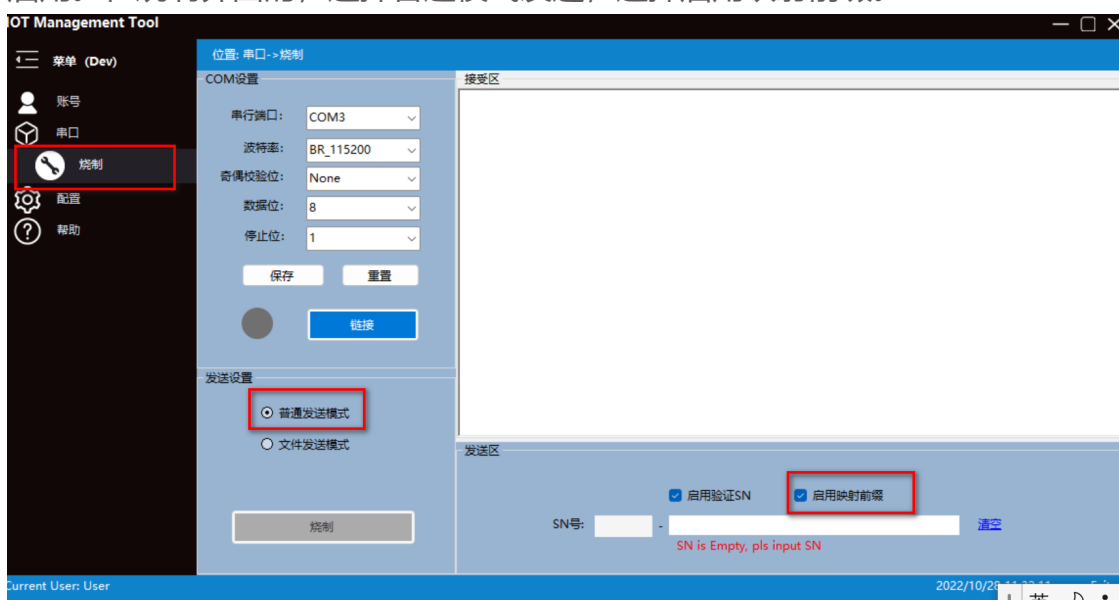 IOT Management Tool
菜单 (Dev)
账号
串口
烧制
配置
帮助
位置: 串口->烧制
COM设置
串行端口: COM3
波特率: BR_115200
奇偶校验位: None
数据位: 8
停止位: 1
保存 重置
链接
发送设置
普通发送模式
文件发送模式
烧制
接受区
发送区
启用验证SN 启用映射前缀
SN号: - 清空
SN is Empty, pls input SN
Current User: User
2022/10/28
英